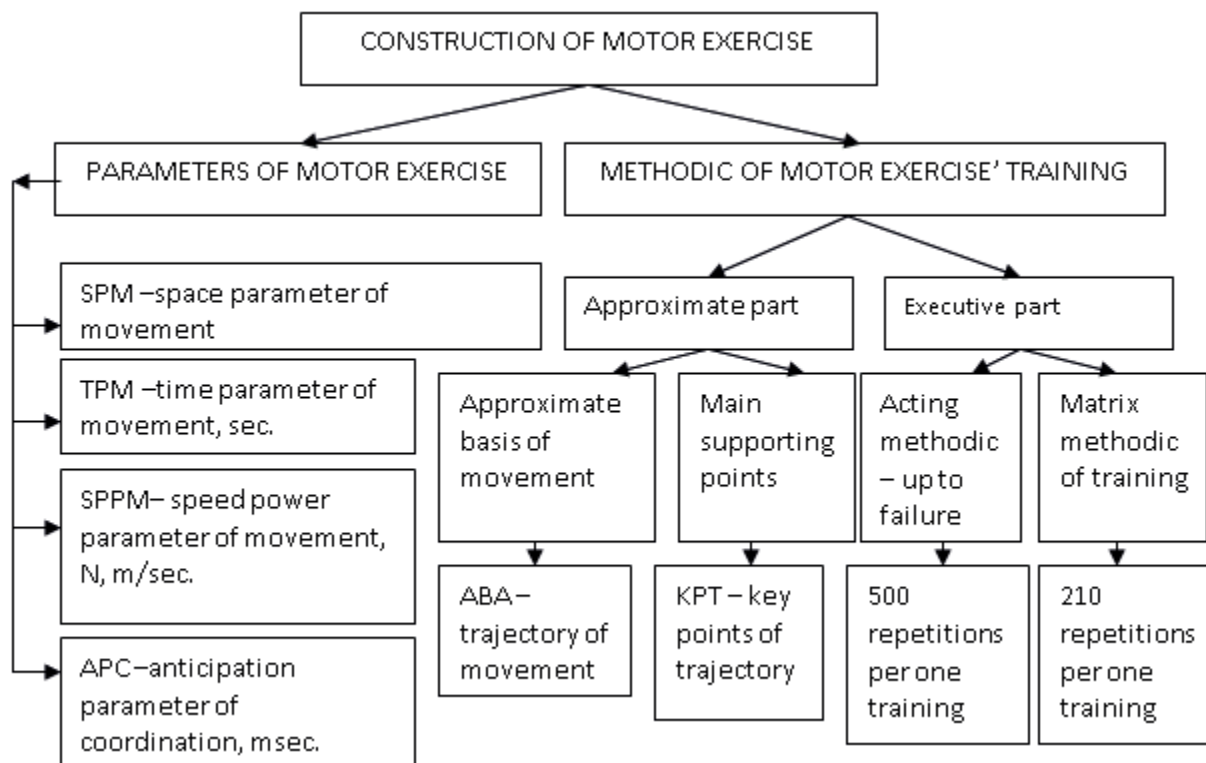 CONSTRUCTION OF MOTOR EXERCISE
PARAMETERS OF MOTOR EXERCISE
METHODIC OF MOTOR EXERCISE’ TRAINING
SPM –space parameter of
movement
TPM –time parameter of
movement, sec.
SPPM– speed power
parameter of movement,
N, m/sec.
APC–anticipation
parameter of
coordination, msec.
Approximate part
Executive part
Approximate
basis of
movement
Main
supporting
points
Acting
methodic
– up to
failure
Matrix
methodic
of training
ABA–
trajectory of
movement
KPT – key
points of
trajectory
500
repetitions
per one
training
210
repetitions
per one
training